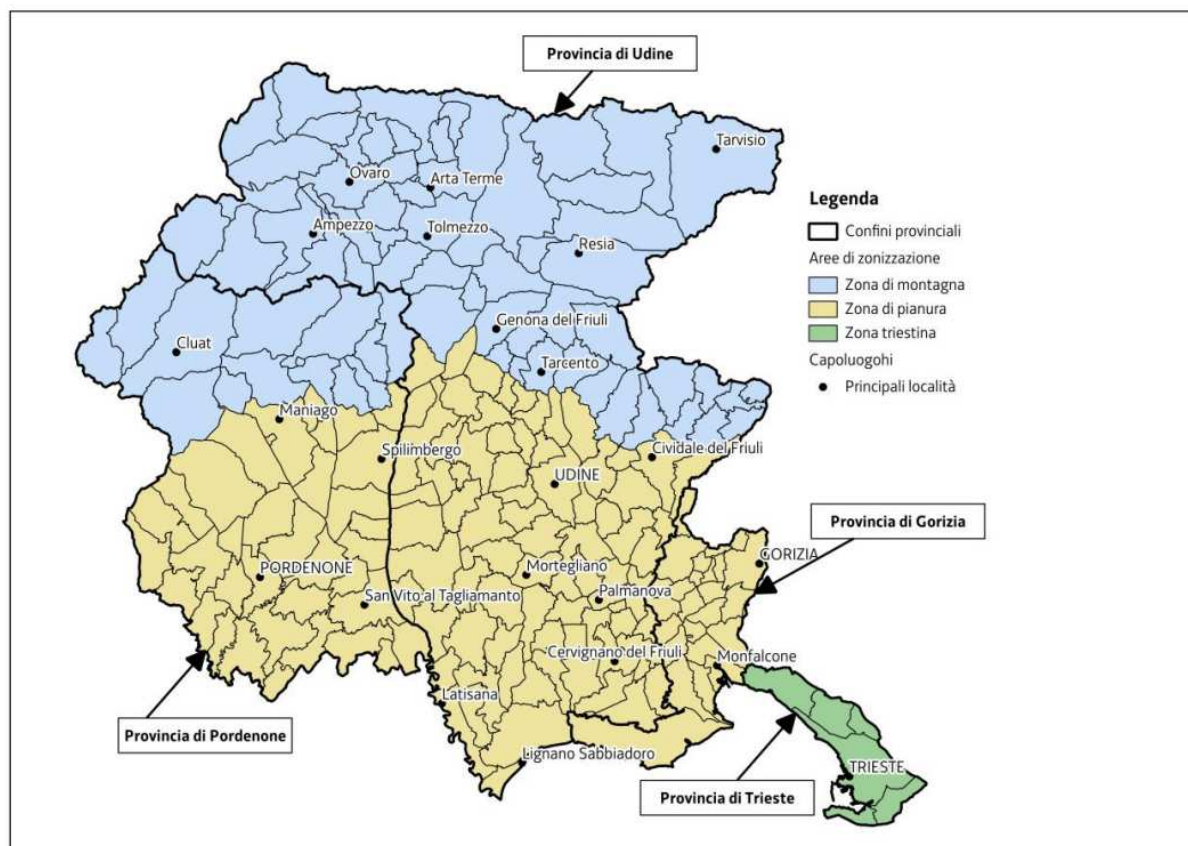 Provincia di Udine
Tarvisio
Ovaro
Arta Terme
Ampezzo
Tolmezzo
Resia
Legenda
Confini provinciali
Aree di zonizzazione
Zona di montagna
Zona di pianura
Zona triestina
Capoluogohi
Principali località
Genona del Friuli
Cluat
Tarcento
Maniago
Spilimbergo
Cividale del Friuli
UDINE
Provincia di Gorizia
GORIZIA
PORDENONE
Mortegliano
San Vito al Tagliamanto
Palmanova
Cervignano del Friuli
Monfalcone
Latisana
Provincia di Pordenone
Lignano Sabbiadoro
TRIESTE
Provincia di Trieste